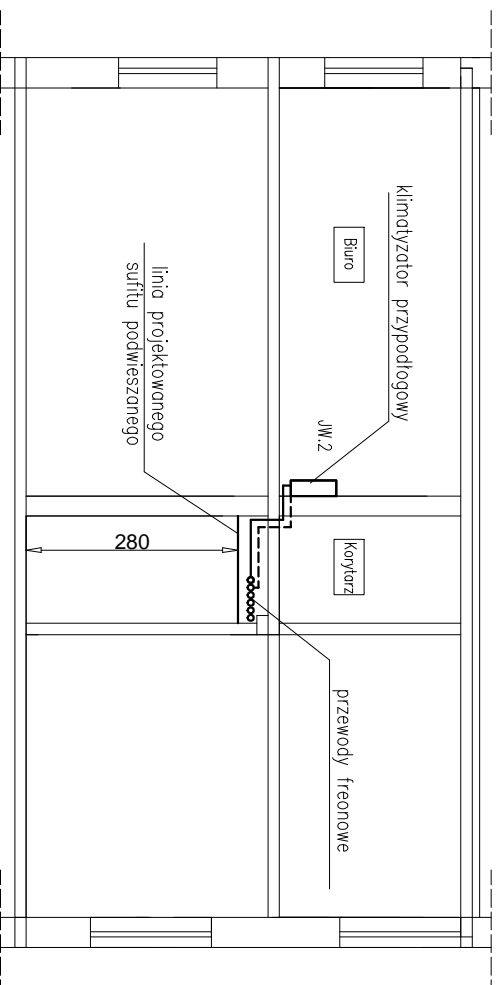 klimatyzator przypodłogowy
Biuro
JW.2
linia projektowanego
sufitu podwieszanego
Korytarz
280
przewody freonowe